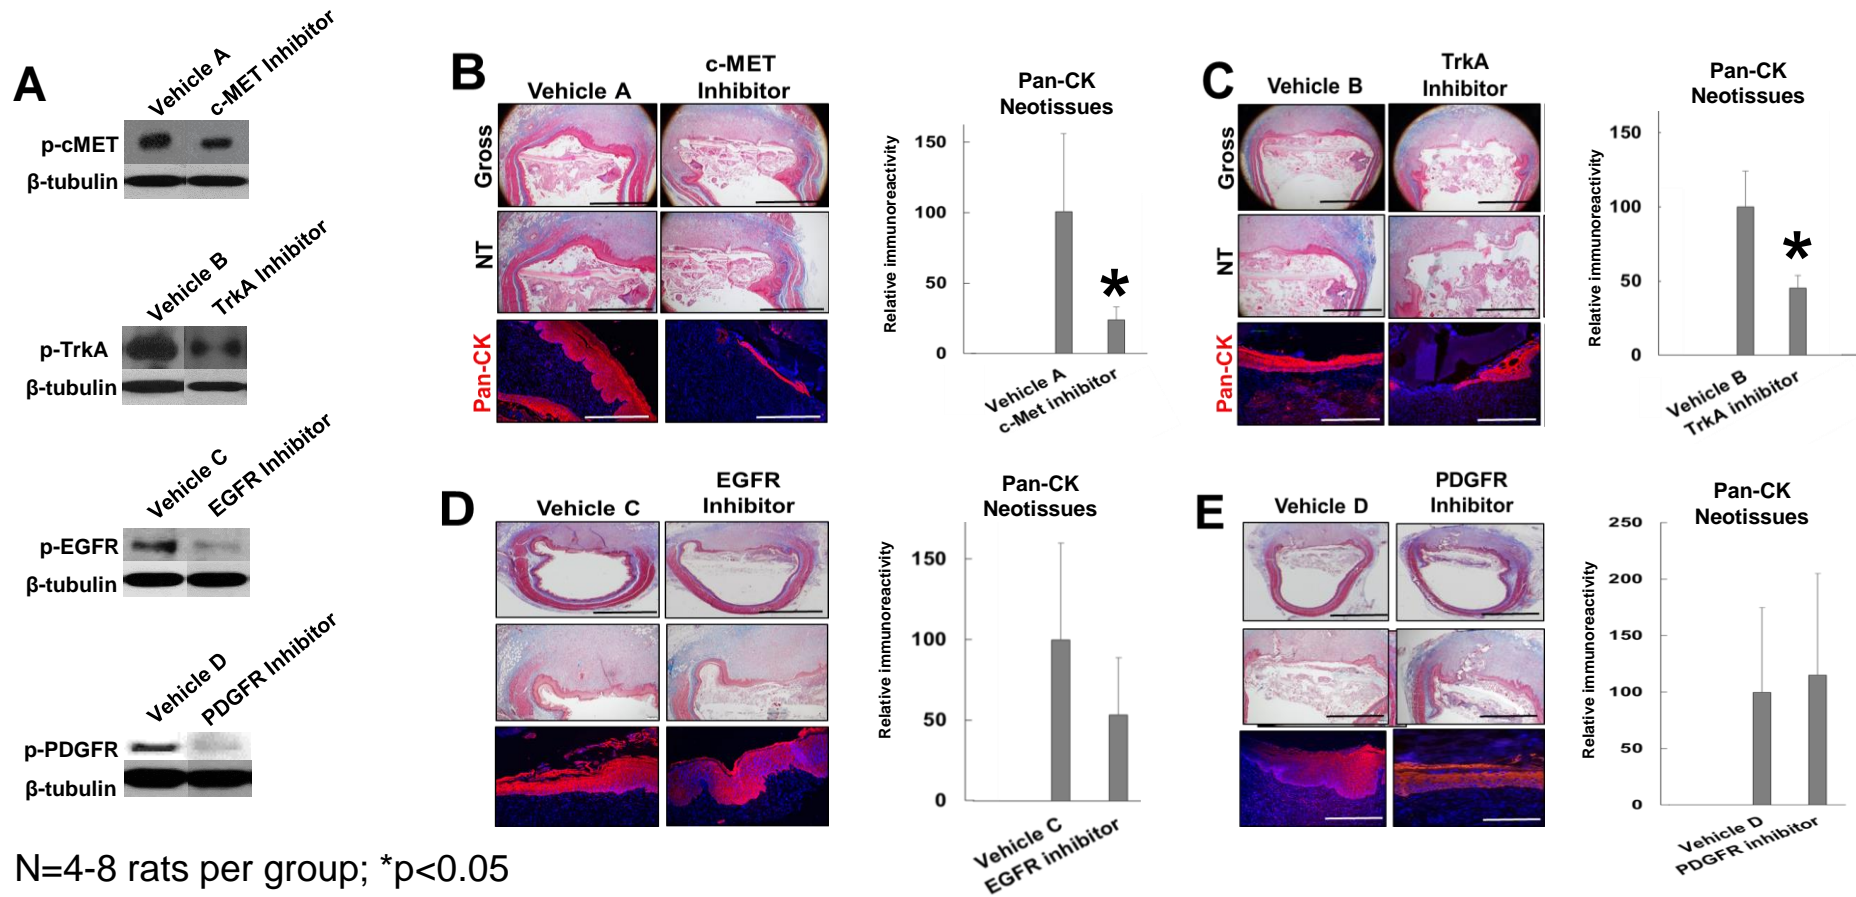 A
Vehicle A
c-MET Inhibitor
p-cMET
β-tubulin
Vehicle B
TrkA Inhibitor
p-TrkA
β-tubulin
Vehicle C
EGFR Inhibitor
p-EGFR
β-tubulin
Vehicle D
PDGFR Inhibitor
p-PDGFR
β-tubulin
B
Vehicle A
c-MET
Inhibitor
Gross
NT
Pan-CK
Pan-CK
Neotissues
Relative immunoreactivity
150
100
50
0
*
Vehicle A
c-Met inhibitor
C
Vehicle B
TrkA
Inhibitor
Gross
NT
Pan-CK
Pan-CK
Neotissues
Relative immunoreactivity
150
100
50
0
*
Vehicle B
TrkA inhibitor
D
Vehicle C
EGFR
Inhibitor
Pan-CK
Neotissues
Relative immunoreactivity
150
100
50
0
Vehicle C
EGFR inhibitor
E
Vehicle D
PDGFR
Inhibitor
Pan-CK
Neotissues
Relative immunoreactivity
250
200
150
100
50
0
Vehicle D
PDGFR inhibitor
N=4-8 rats per group; *p<0.05